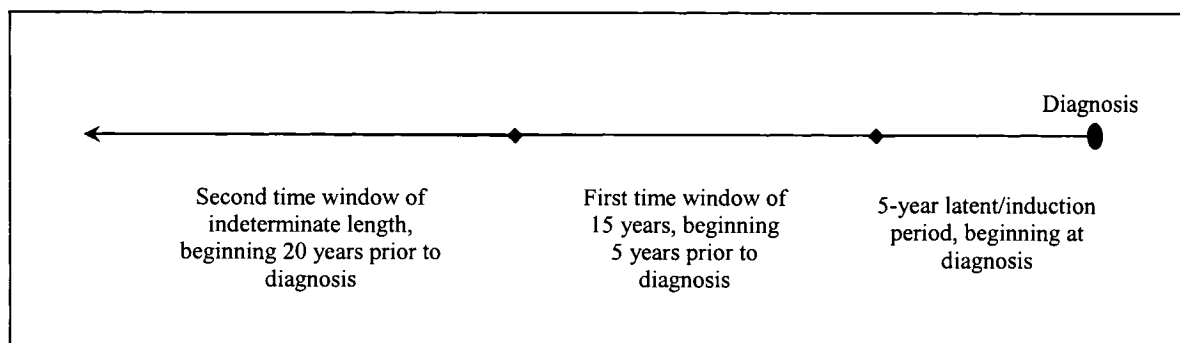 Diagnosis
Second time window of
indeterminate length,
beginning 20 years prior to
diagnosis
First time window of
15 years, beginning
5 years prior to
diagnosis
5-year latent/induction
period, beginning at
diagnosis